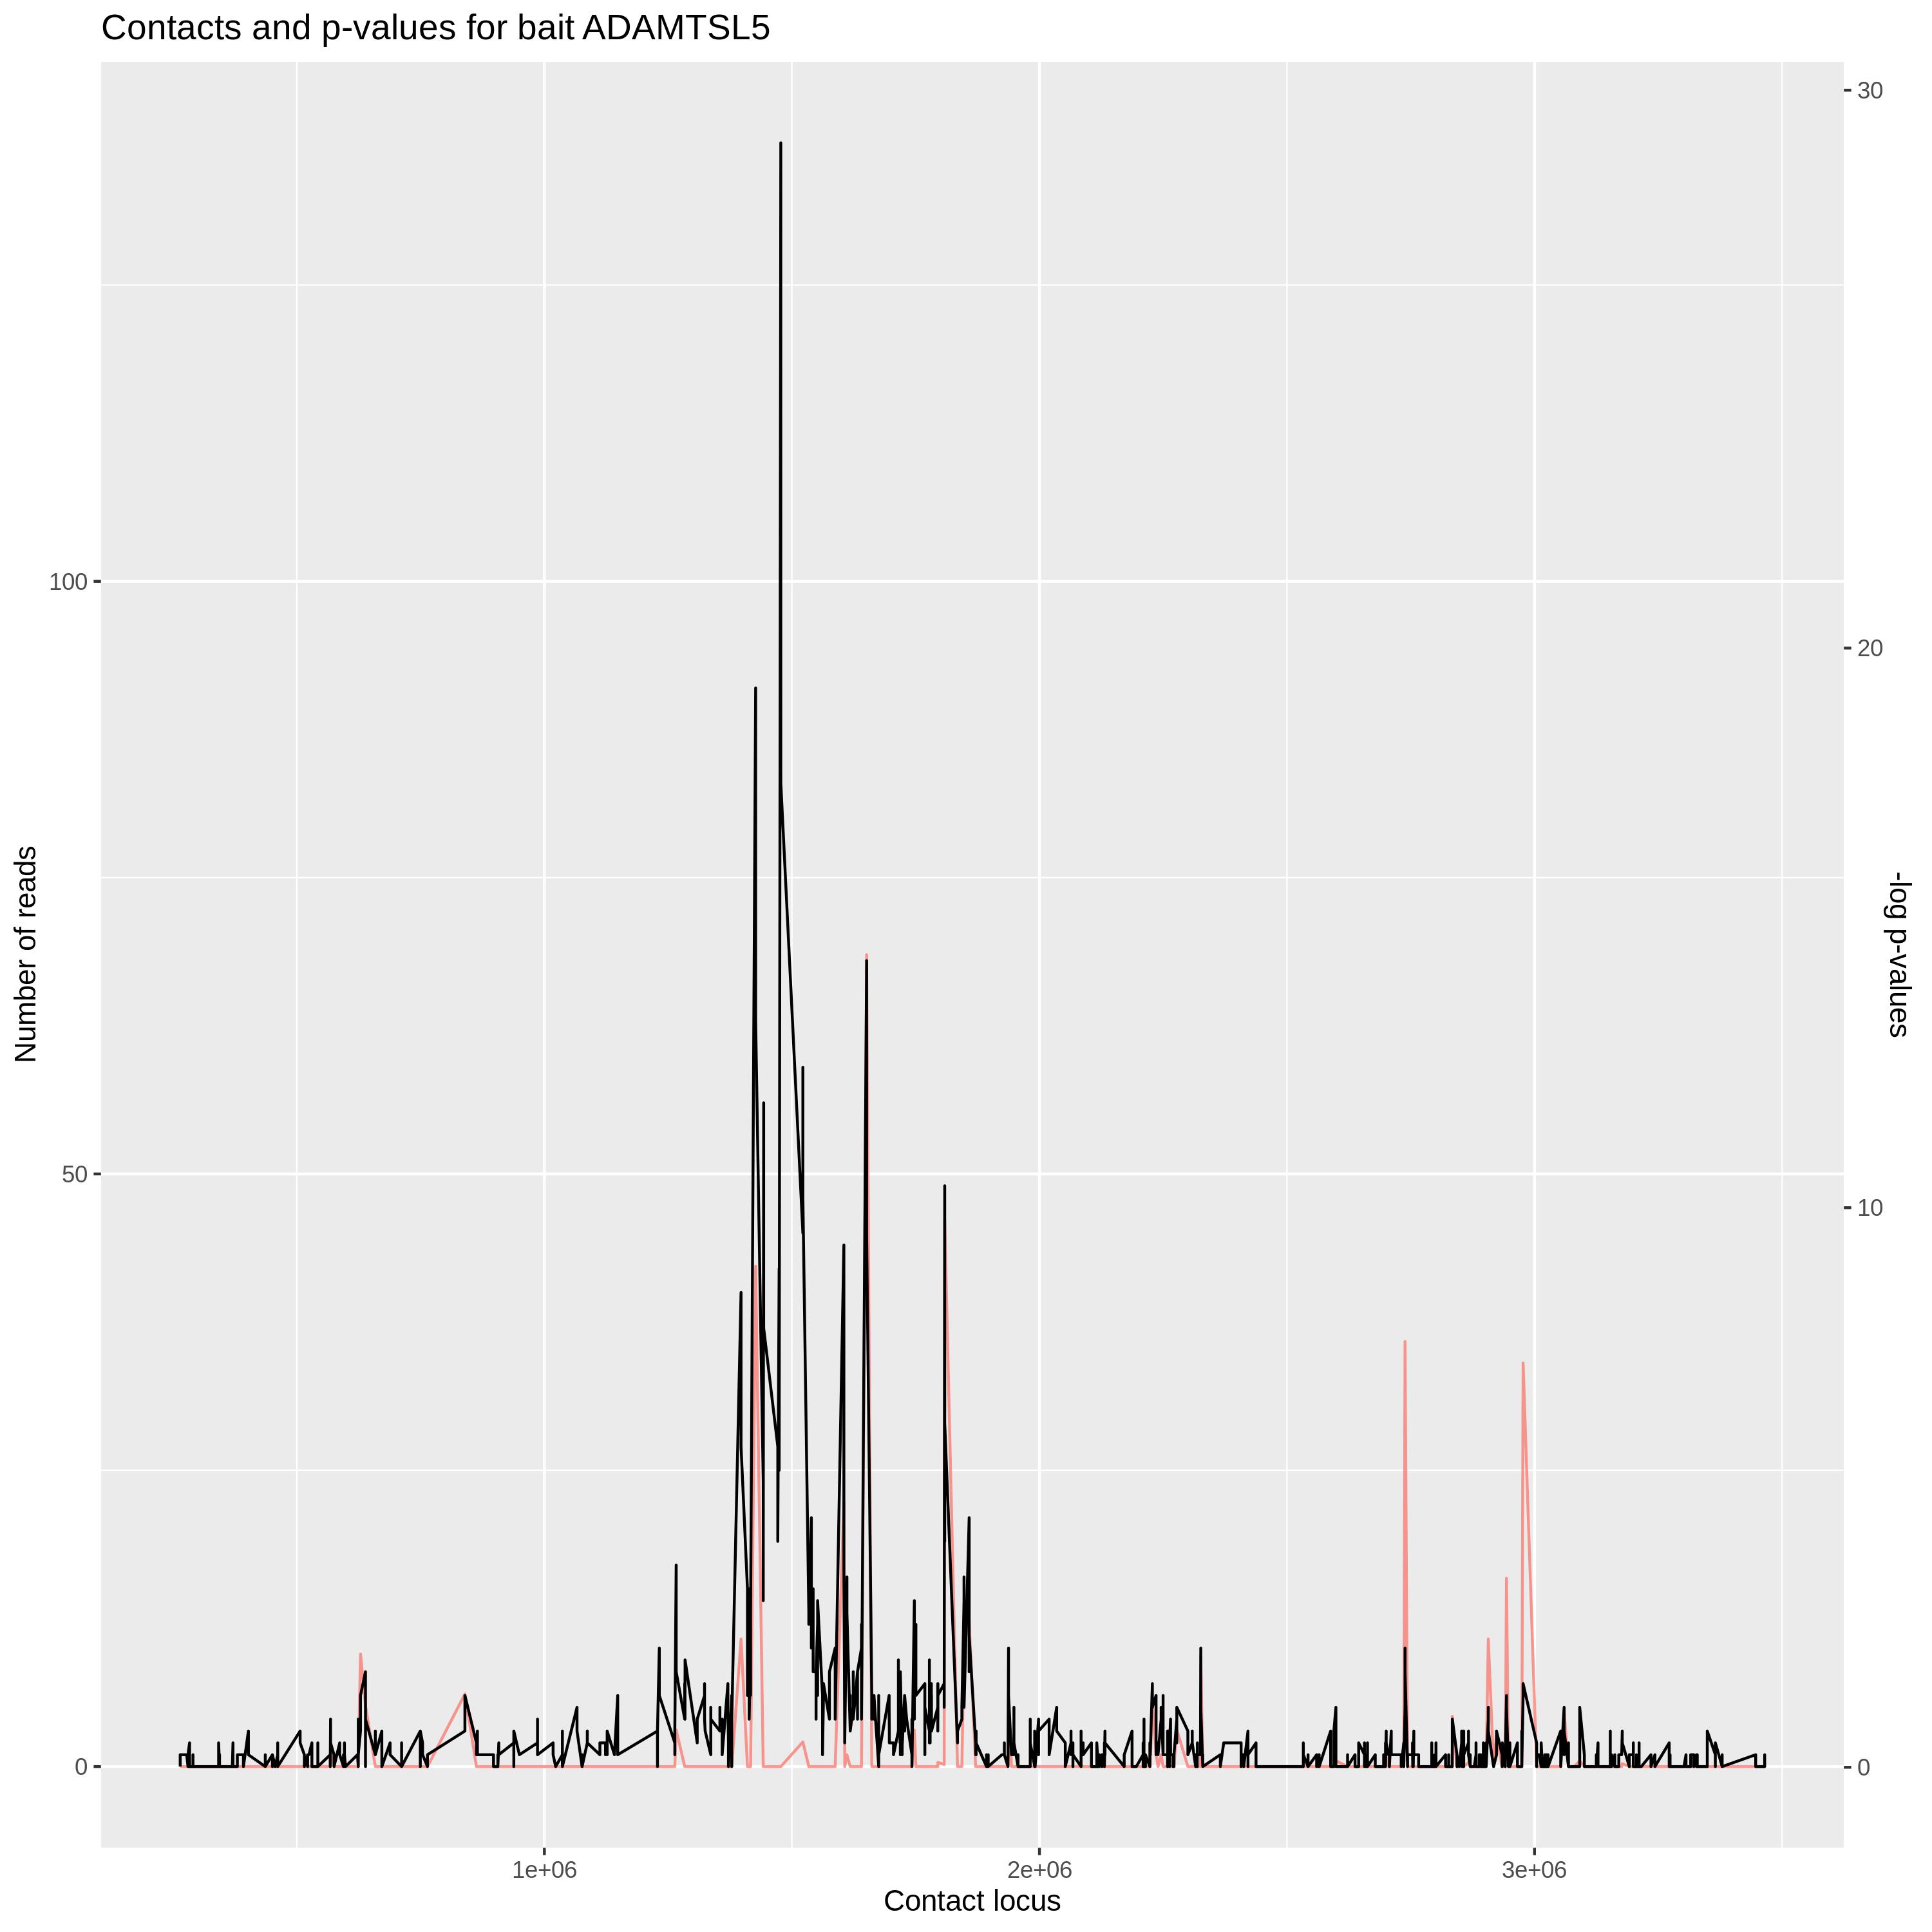 Contacts and p-values for bait ADAMTSL5
30
20
10
0
100
50
0
Number of reads
-log p-values
1e+06
2e+06
3e+06
Contact locus